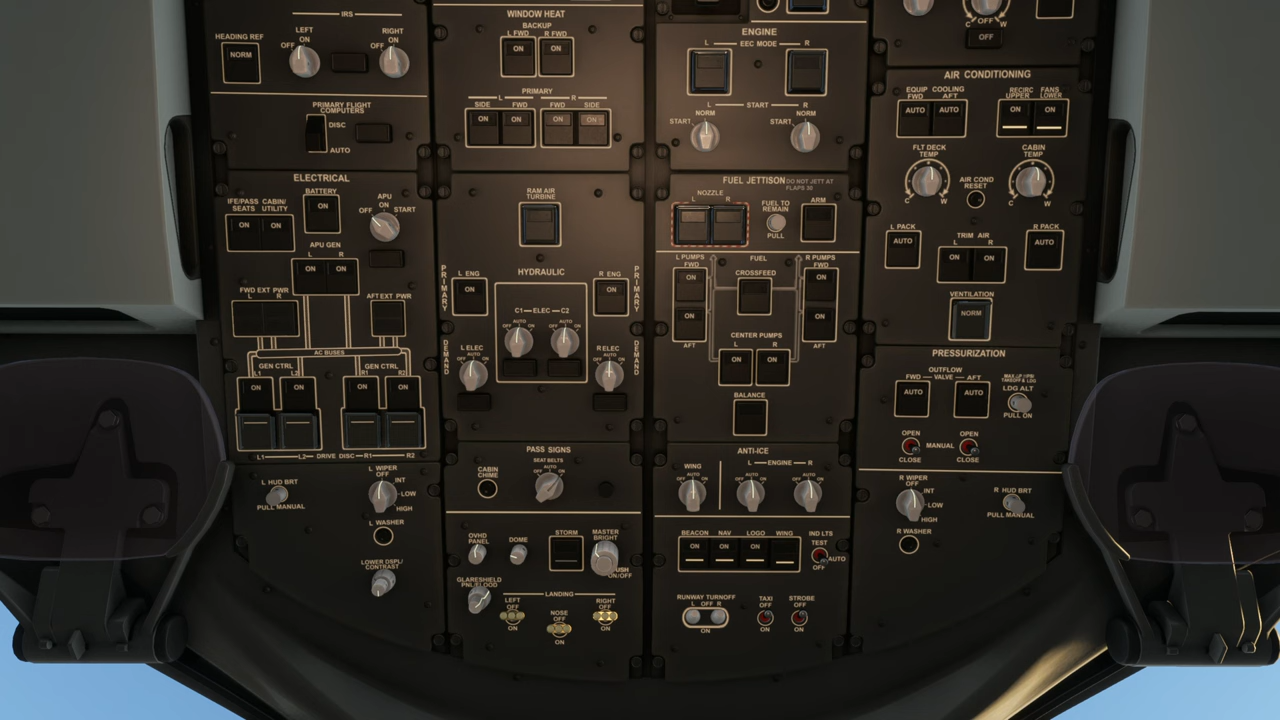 IRS
HEADING REF
NORM
LEFT
ON
OFF
RIGHT
ON
OFF
PRIMARY FLIGHT
COMPUTERS
DISC
AUTO
ELECTRICAL
BATTERY
ON
APU
ON
OFF START
IFE/PASS
SEATS
CABIN/
UTILITY
ON ON
APU GEN
L R
ON ON
FWD EXT PWR
L R
AFT EXT PWR
AC BUSES
GEN CTRL
L1 L2
ON ON
GEN CTRL
R1 R2
ON ON
L1 L2 DRIVE DISC R1 R2
L HUD BRT
PULL MANUAL
L WIPER
OFF
INT
LOW
HIGH
L WASHER
LOWER DSPL/
CONTRAST
WINDOW HEAT
BACKUP
L FWD R FWD
ON ON
PRIMARY
L R
SIDE FWD FWD SIDE
ON ON ON ON
RAM AIR
TURBINE
HYDRAULIC
PRIMARY
L ENG
ON
R ENG
ON
PRIMARY
C1 ELEC C2
AUTO
OFF ON
AUTO
OFF ON
DEMAND
L ELEC
AUTO
OFF ON
R ELEC
AUTO
OFF ON
DEMAND
PASS SIGNS
CABIN
CHIME
SEAT BELTS
AUTO
OFF ON
OVHD
PANEL
DOME
STORM
MASTER
BRIGHT
PUSH
ON/OFF
GLARESHIELD
PNL/FLOOD
LANDING
LEFT
OFF
ON
NOSE
OFF
ON
RIGHT
OFF
ON
ENGINE
L EEC MODE R
L START R
NORM
START
NORM
START
FUEL JETTISON
DO NOT JETT AT
FLAPS 30
NOZZLE
L R
FUEL TO
REMAIN
PULL
ARM
L PUMPS
FWD
ON
ON
AFT
FUEL
CROSSFEED
R PUMPS
FWD
ON
ON
AFT
CENTER PUMPS
L R
ON ON
BALANCE
ANTI-ICE
WING
AUTO
OFF ON
L ENGINE R
AUTO
OFF ON
AUTO
OFF ON
BEACON NAV LOGO WING
ON ON ON
IND LTS
TEST
AUTO
OFF
RUNWAY TURNOFF
L OFF R
ON
TAXI
OFF
ON
STROBE
OFF
ON
C W
OFF
C W
OFF
AIR CONDITIONING
EQUIP COOLING
FWD AFT
AUTO AUTO
RECIRC FANS
UPPER LOWER
ON ON
FLT DECK
TEMP
C W
AIR COND
RESET
CABIN
TEMP
C W
L PACK
AUTO
TRIM AIR
L R
ON ON
R PACK
AUTO
VENTILATION
NORM
PRESSURIZATION
OUTFLOW
FWD VALVE AFT
AUTO AUTO
LDG ALT
PULL ON
OPEN
CLOSE
MANUAL
OPEN
CLOSE
R WIPER
OFF
INT
LOW
HIGH
R HUD BRT
PULL MANUAL
R WASHER